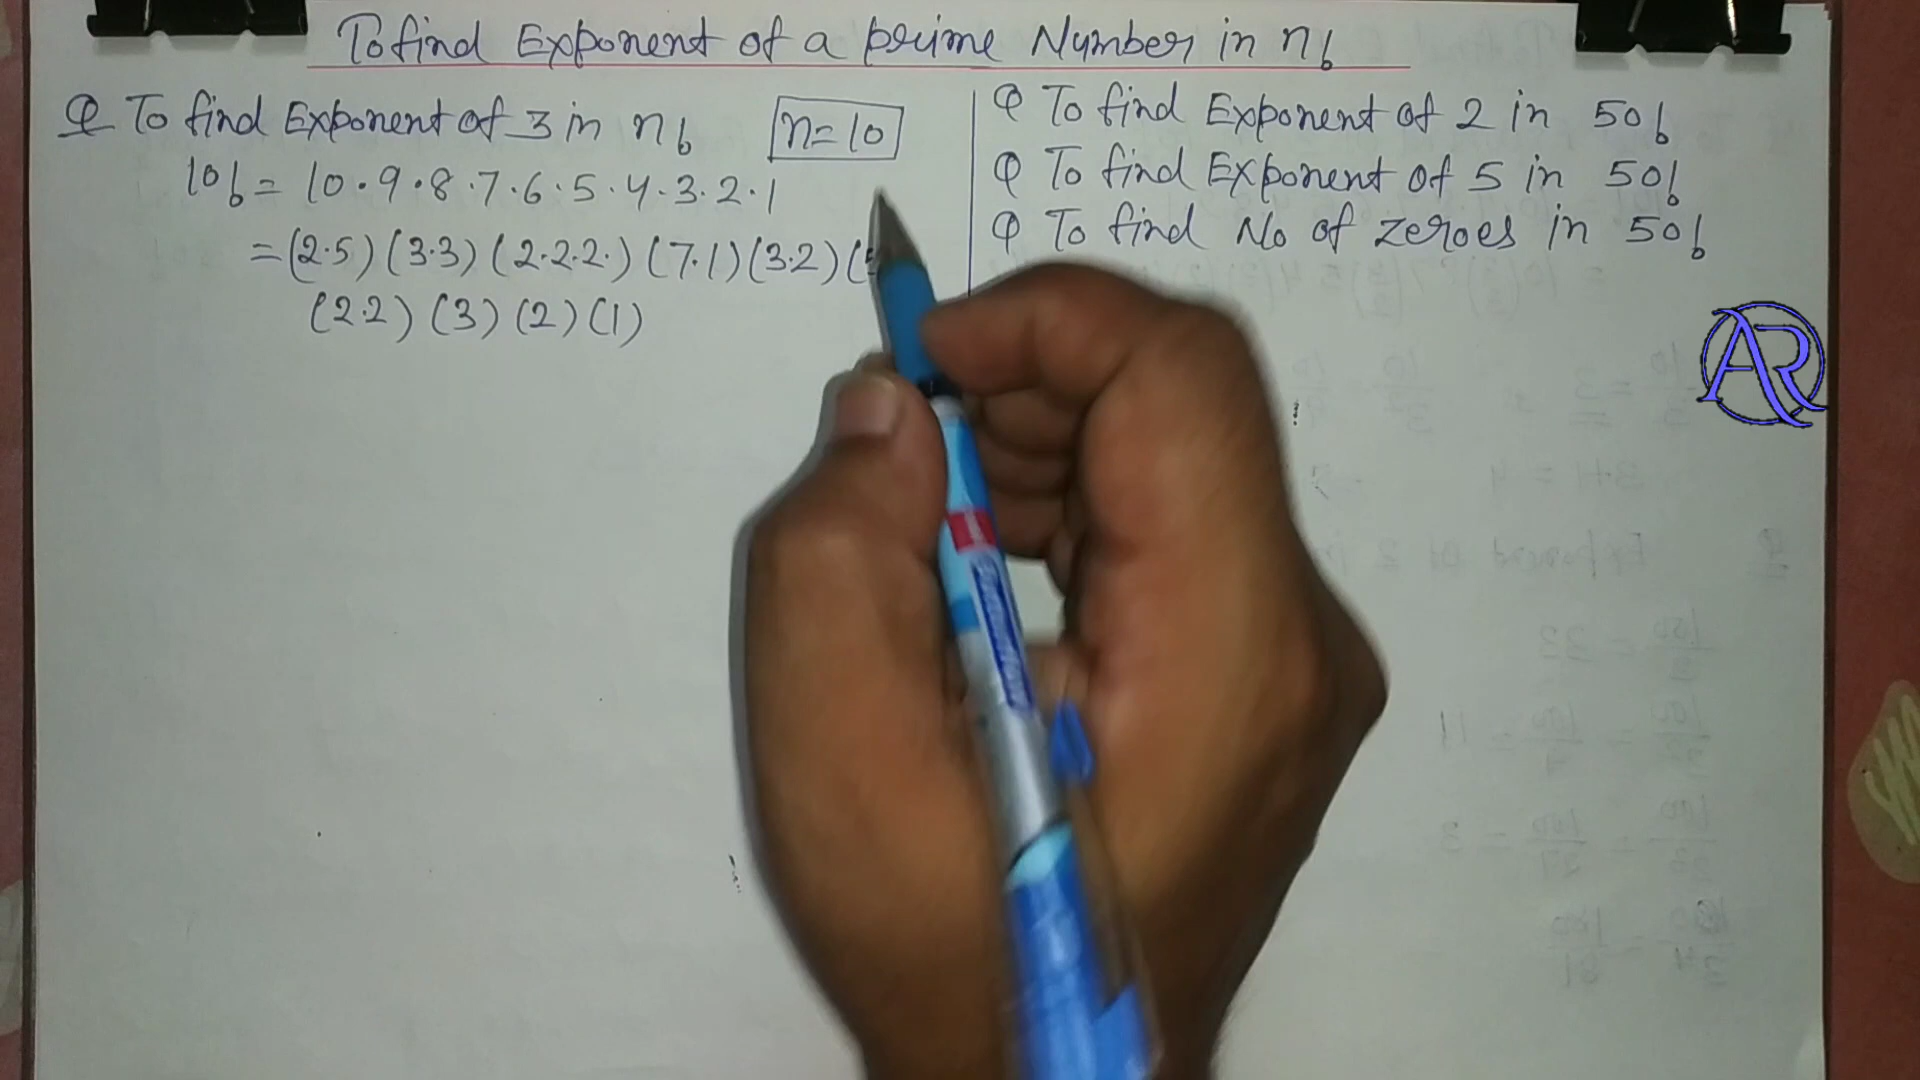 To find Exponent of a prime Number in n!
Q To find Exponent of 3 in n! n=10
10! = 10.9.8.7.6.5.4.3.2.1
=(2.5)(3.3)(2.2.2.)(7.1)(3.2)(
(2.2)(3)(2)(1)
Q To find Exponent of 2 in 50!
Q To find Exponent of 5 in 50!
Q To find No of zeroes in 50!
AR